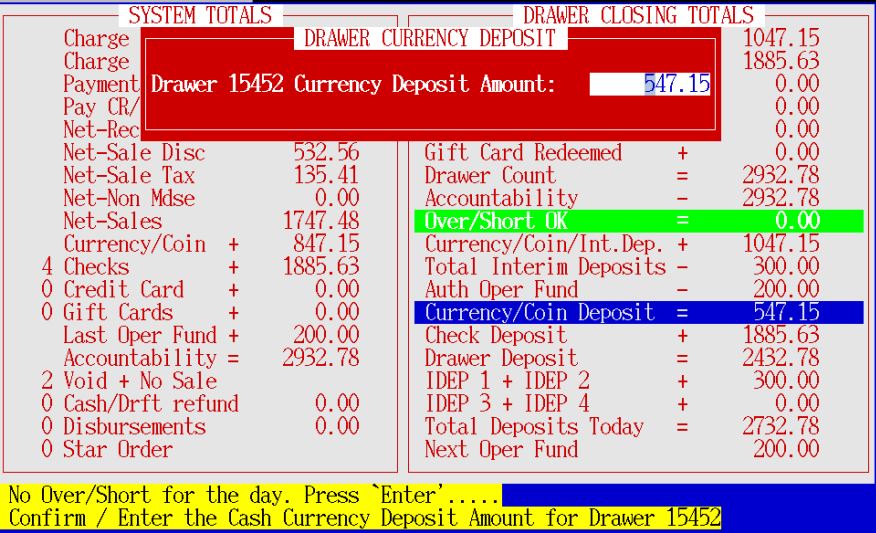 SYSTEM TOTALS
DRAWER CLOSING TOTALS
DRAWER CURRENCY DEPOSIT
Drawer 15452 Currency Deposit Amount: 547.15
Charge
Charge
Payment
Pay CR/
Net-Rec
Net-Sale Disc 532.56
Net-Sale Tax 135.41
Net-Non Mdse 0.00
Net-Sales 1747.48
Currency/Coin + 847.15
4 Checks + 1885.63
0 Credit Card + 0.00
0 Gift Cards + 0.00
Last Oper Fund + 200.00
Accountability = 2932.78
2 Void + No Sale
0 Cash/Drft refund 0.00
0 Disbursements 0.00
0 Star Order
1047.15
1885.63
0.00
0.00
0.00
Gift Card Redeemed + 0.00
Drawer Count = 2932.78
Accountability - 2932.78
Over/Short OK = 0.00
Currency/Coin/Int.Dep. + 1047.15
Total Interim Deposits - 300.00
Auth Oper Fund - 200.00
Currency/Coin Deposit = 547.15
Check Deposit + 1885.63
Drawer Deposit = 2432.78
IDEP 1 + IDEP 2 + 300.00
IDEP 3 + IDEP 4 + 0.00
Total Deposits Today = 2732.78
Next Oper Fund 200.00
No Over/Short for the day. Press `Enter'.....
Confirm / Enter the Cash Currency Deposit Amount for Drawer 15452